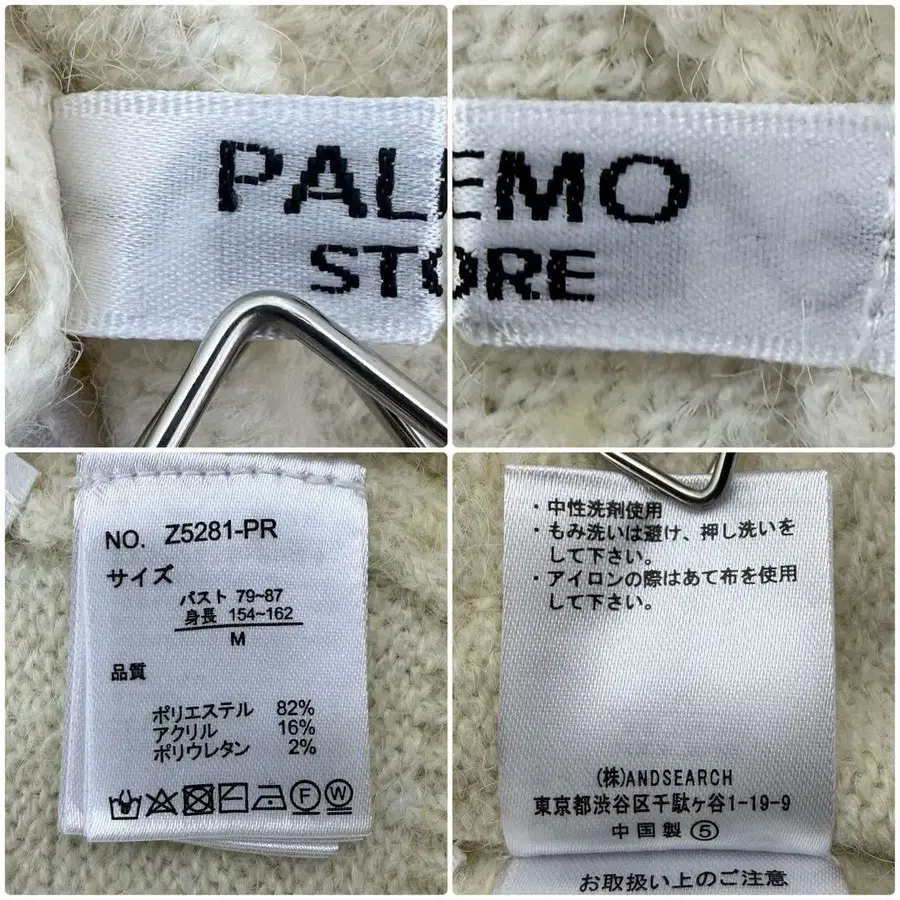 PALEMO
STORE
NO. Z5281-PR
サイズ
バスト 79~87
身長 154~162
M
品質
ポリエステル 82%
アクリル 16%
ポリウレタン 2%
F W
・中性洗剤使用
・もみ洗いは避け、押し洗いを
して下さい。
・アイロンの際はあて布を使用
して下さい。
(株)ANDSEARCH
東京都渋谷区千駄ヶ谷1-19-9
中国製⑤
お取扱い上のご注意